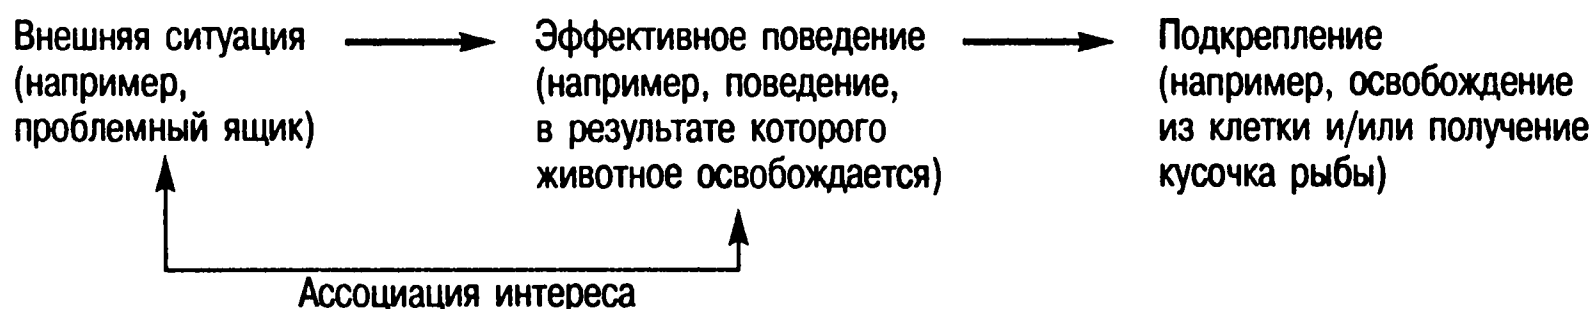 Внешняя ситуация
(например,
проблемный ящик)
Эффективное поведение
(например, поведение,
в результате которого
животное освобождается)
Подкрепление
(например, освобождение
из клетки и/или получение
кусочка рыбы)
Ассоциация интереса